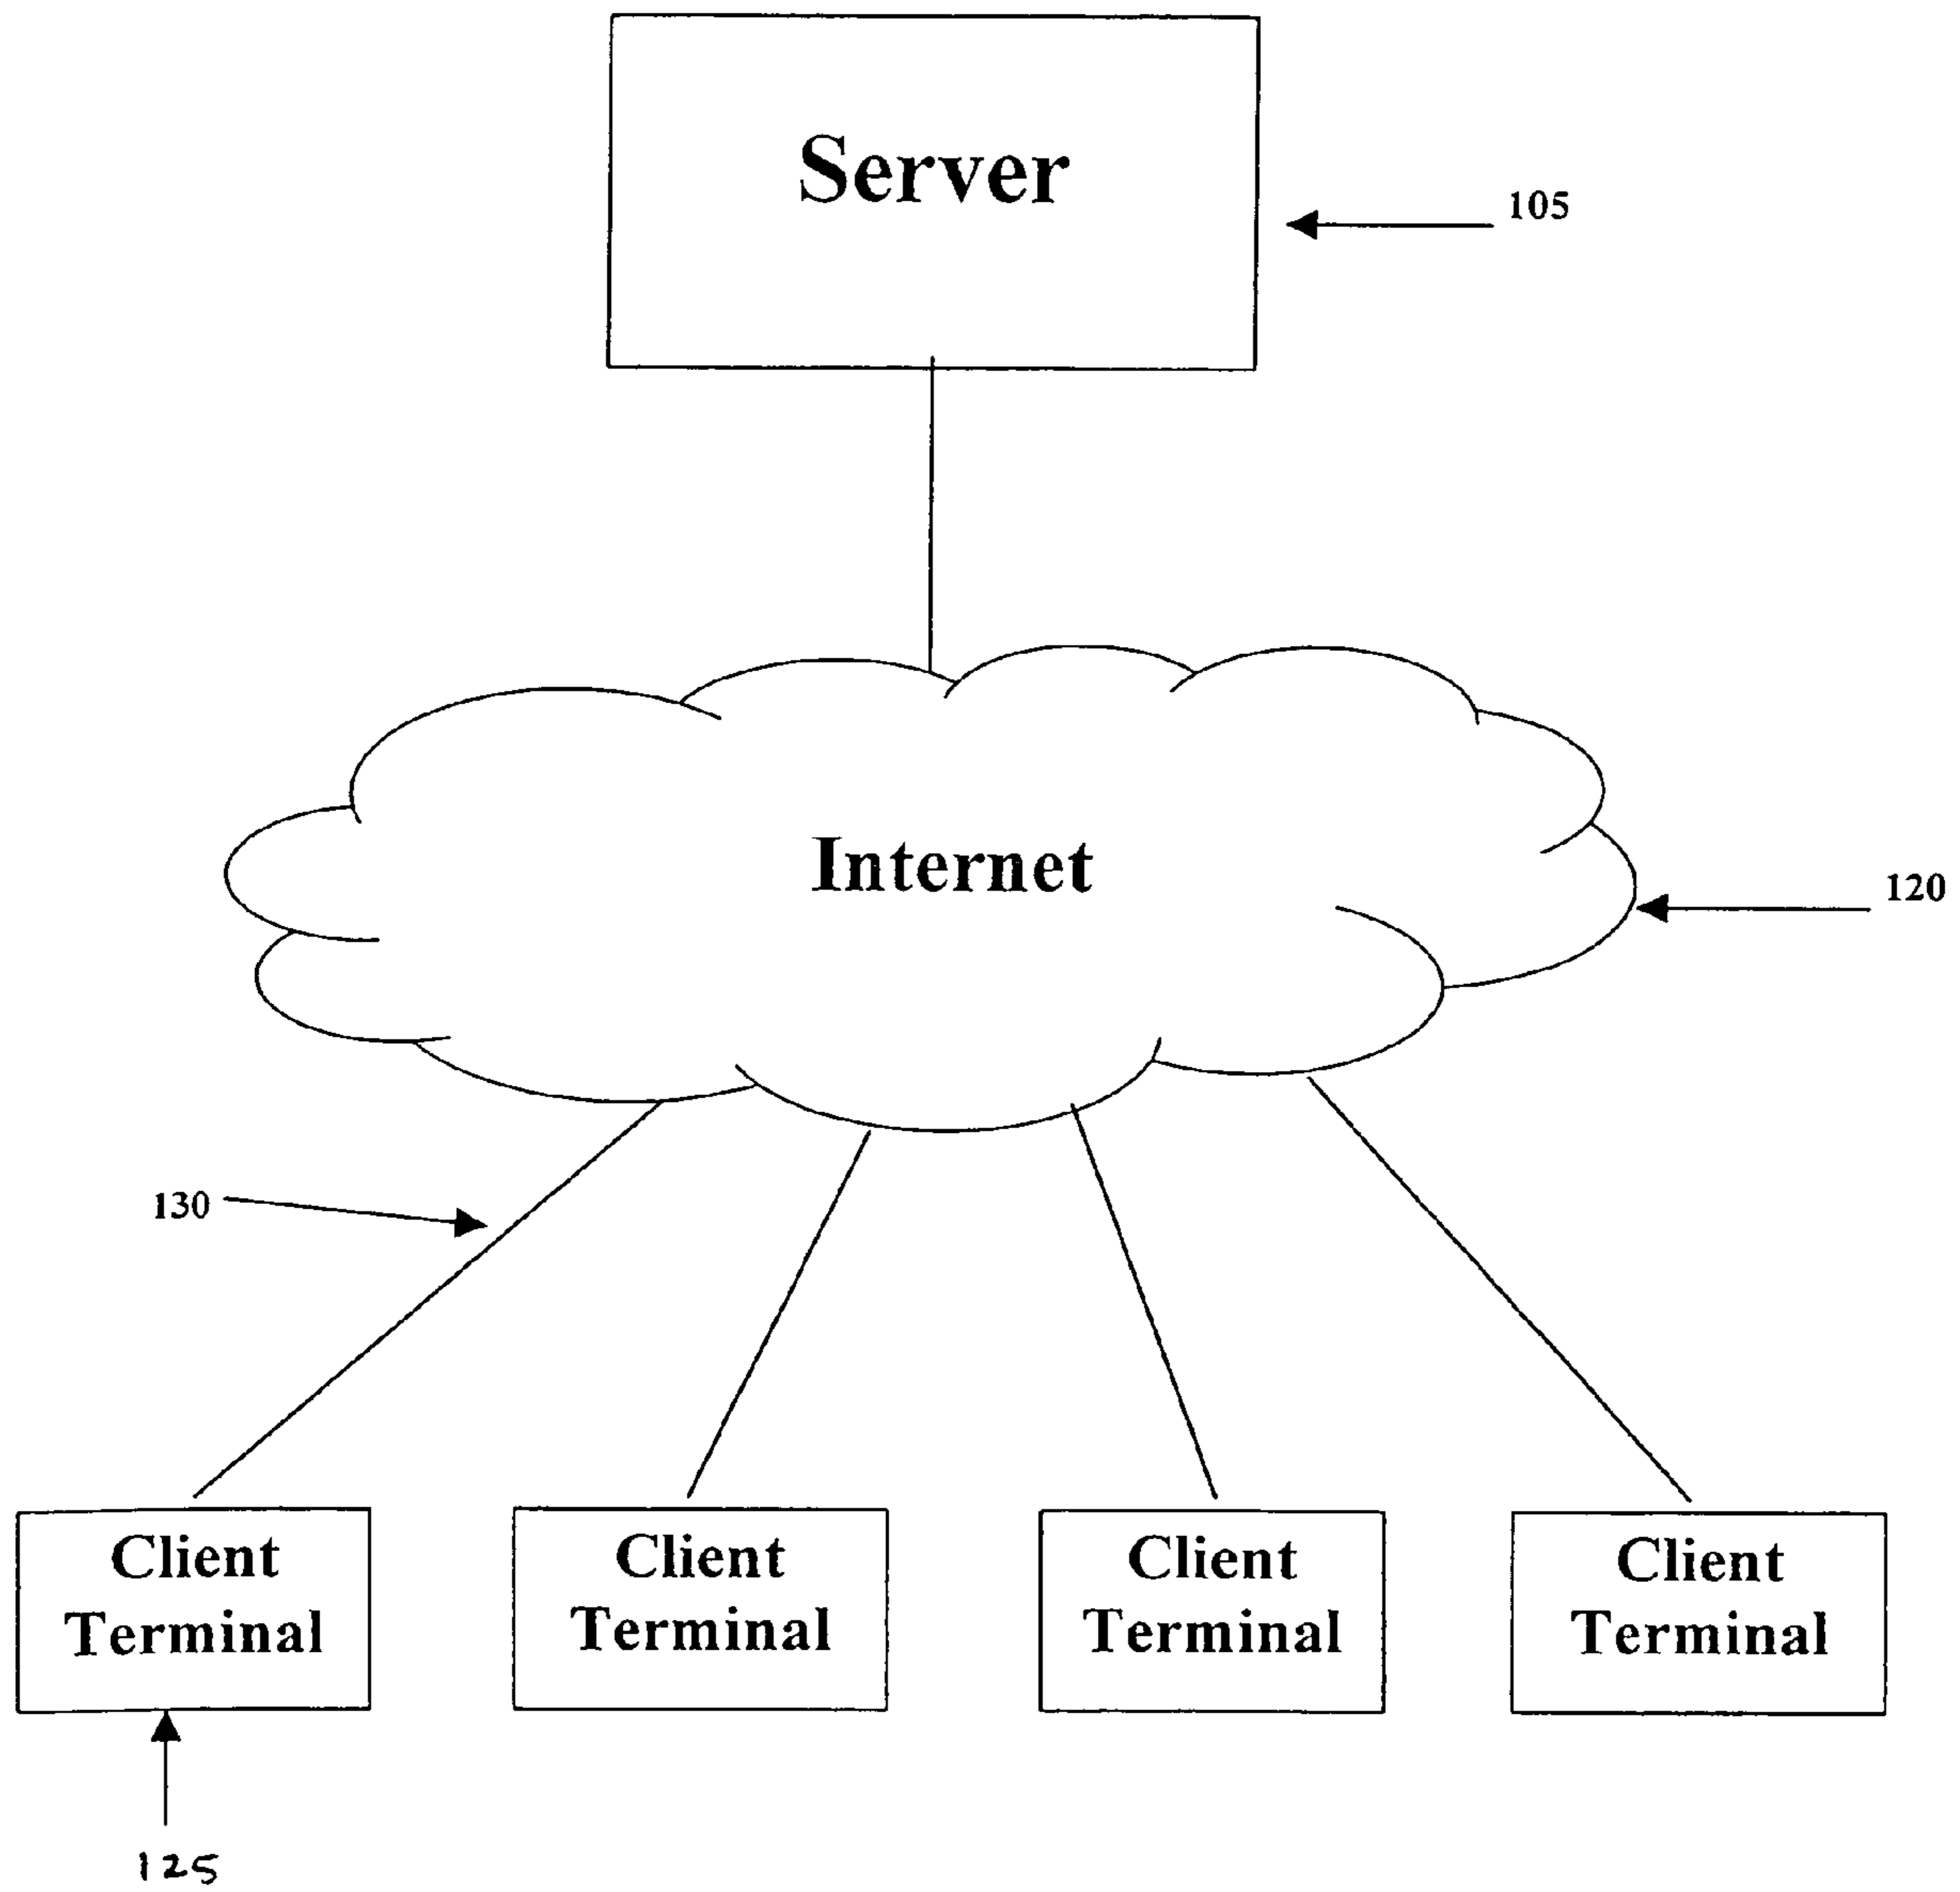 Server
105
Internet
120
130
Client
Terminal
Client
Terminal
Client
Terminal
Client
Terminal
125